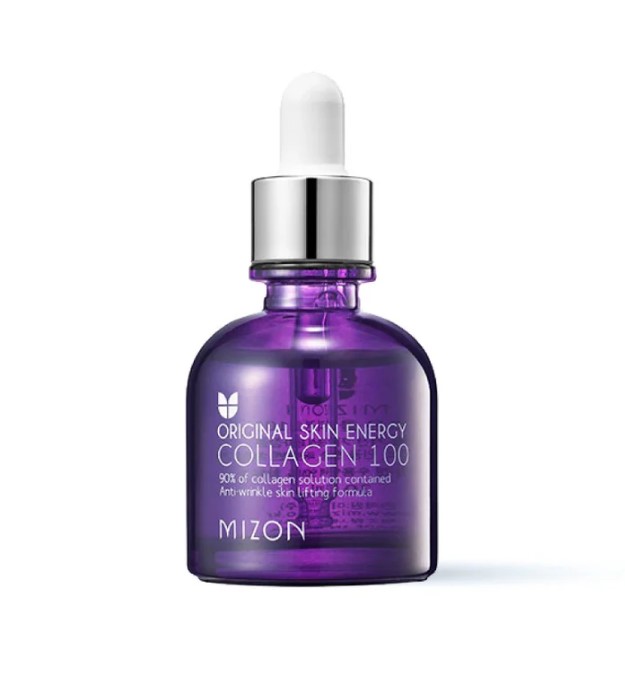 ORIGINAL SKIN ENERGY
COLLAGEN 100
90% of collagen solution contained
Anti-wrinkle skin lifting formula
MIZON